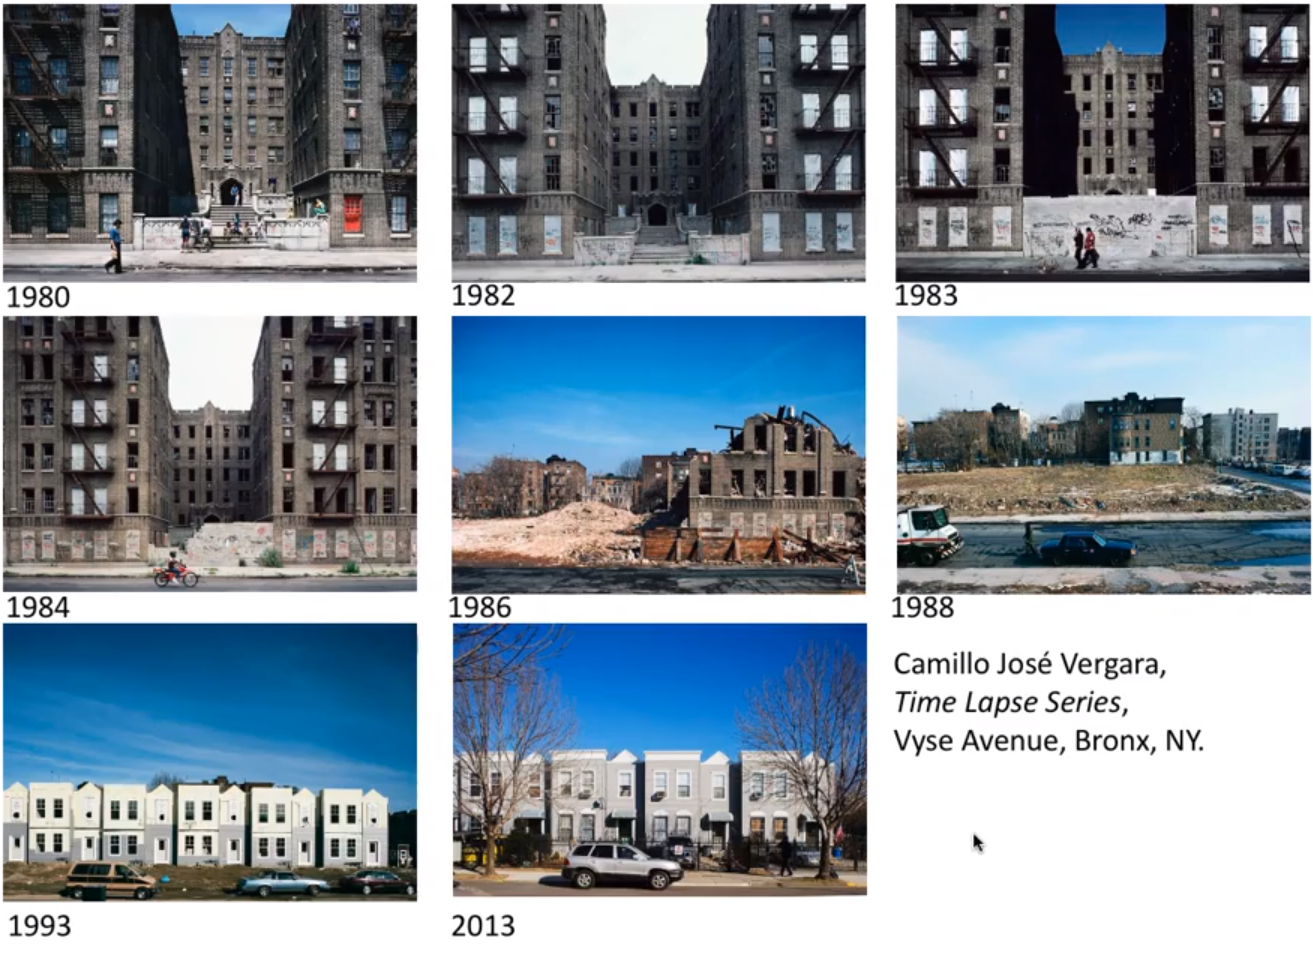 1980
1982
1983
1984
1986
1988
1993
2013
Camillo José Vergara,
Time Lapse Series,
Vyse Avenue, Bronx, NY.